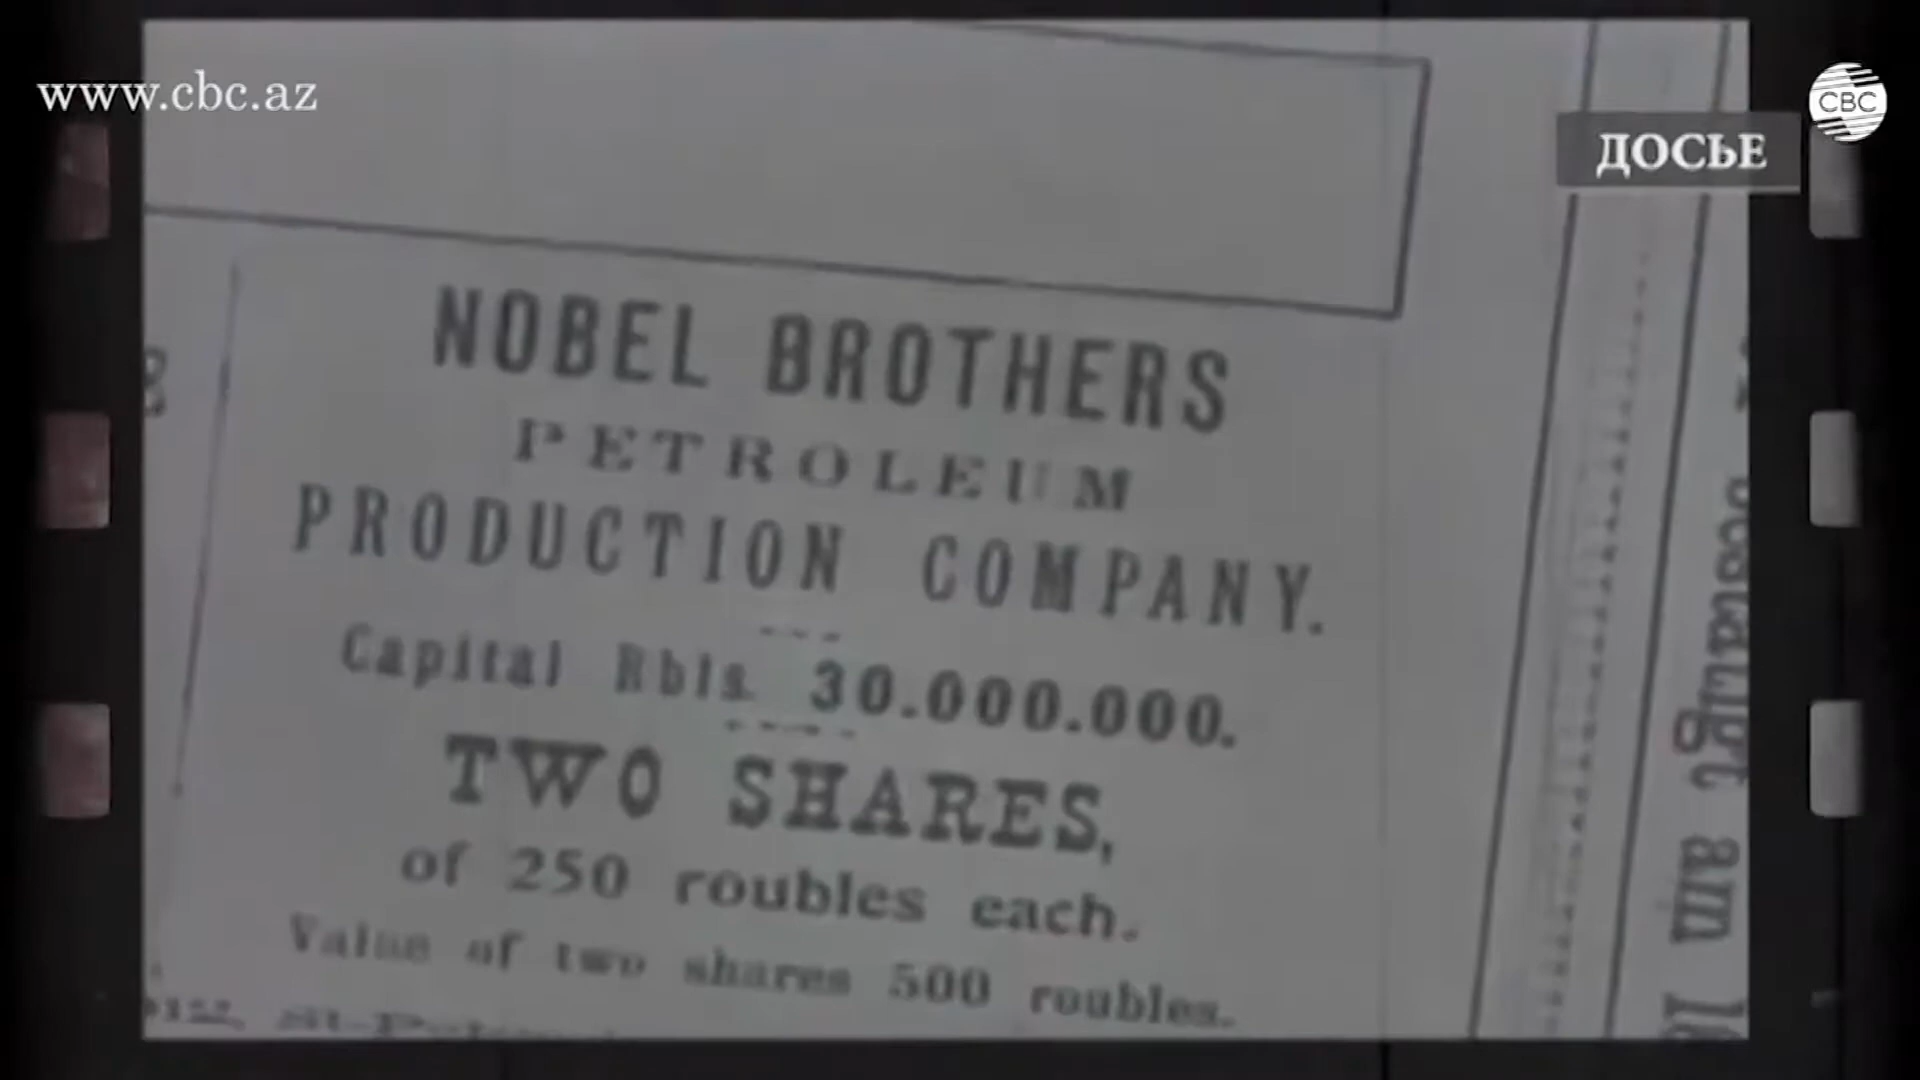 www.cbc.az
CBC
ДОСЬЕ
NOBEL BROTHERS
PETROLEUM
PRODUCTION COMPANY.
Capital Rbls. 30.000.000.
TWO SHARES,
of 250 roubles each.
Value of two shares 500 roubles.